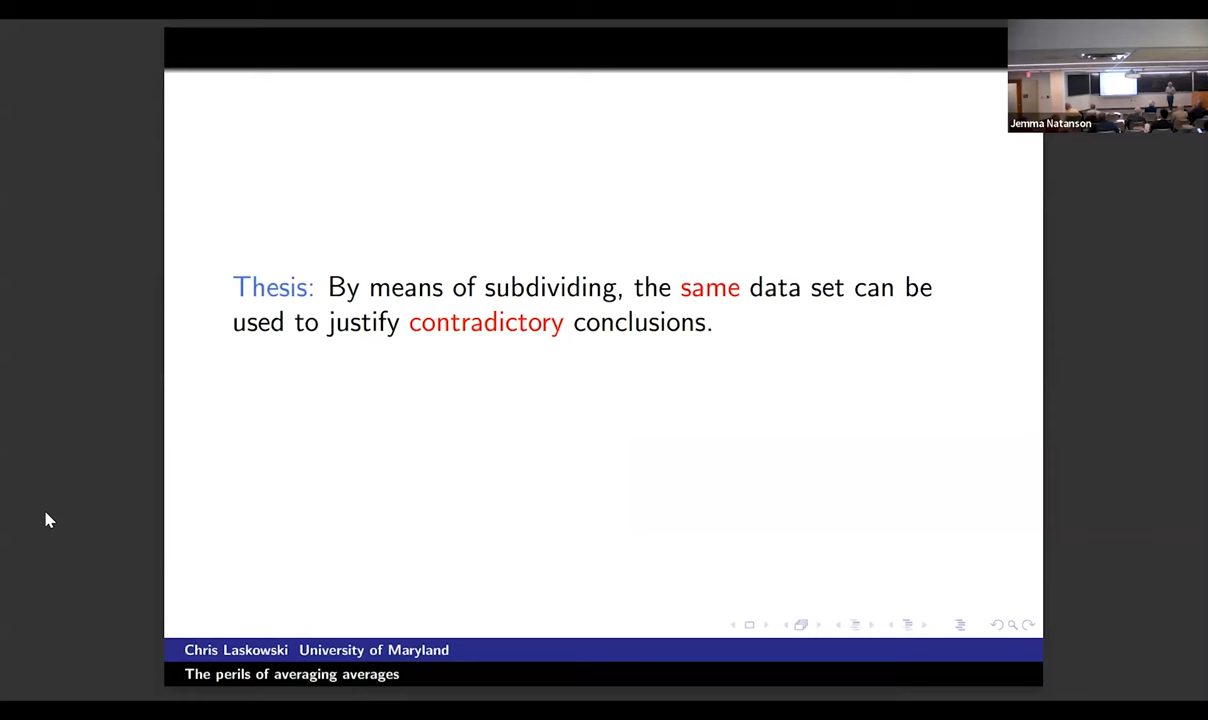 Jemma Natanson
Thesis: By means of subdividing, the same data set can be
used to justify contradictory conclusions.
Chris Laskowski University of Maryland
The perils of averaging averages